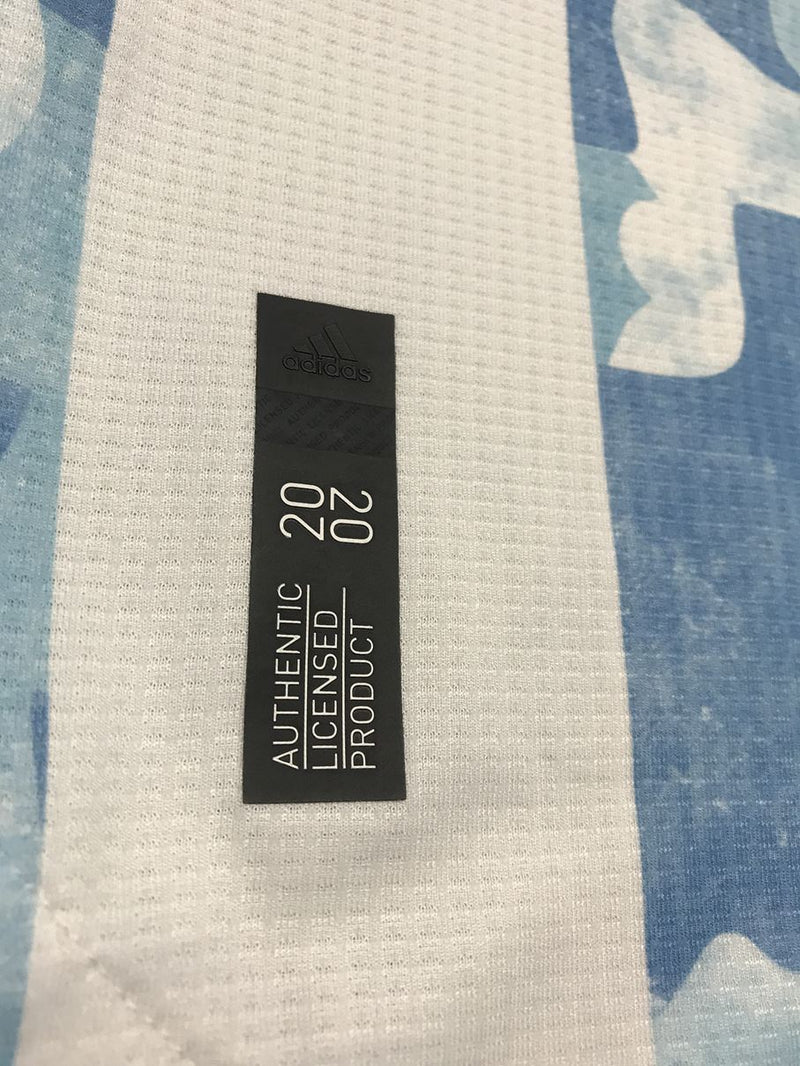 adidas
20
20
AUTHENTIC
LICENSED
PRODUCT